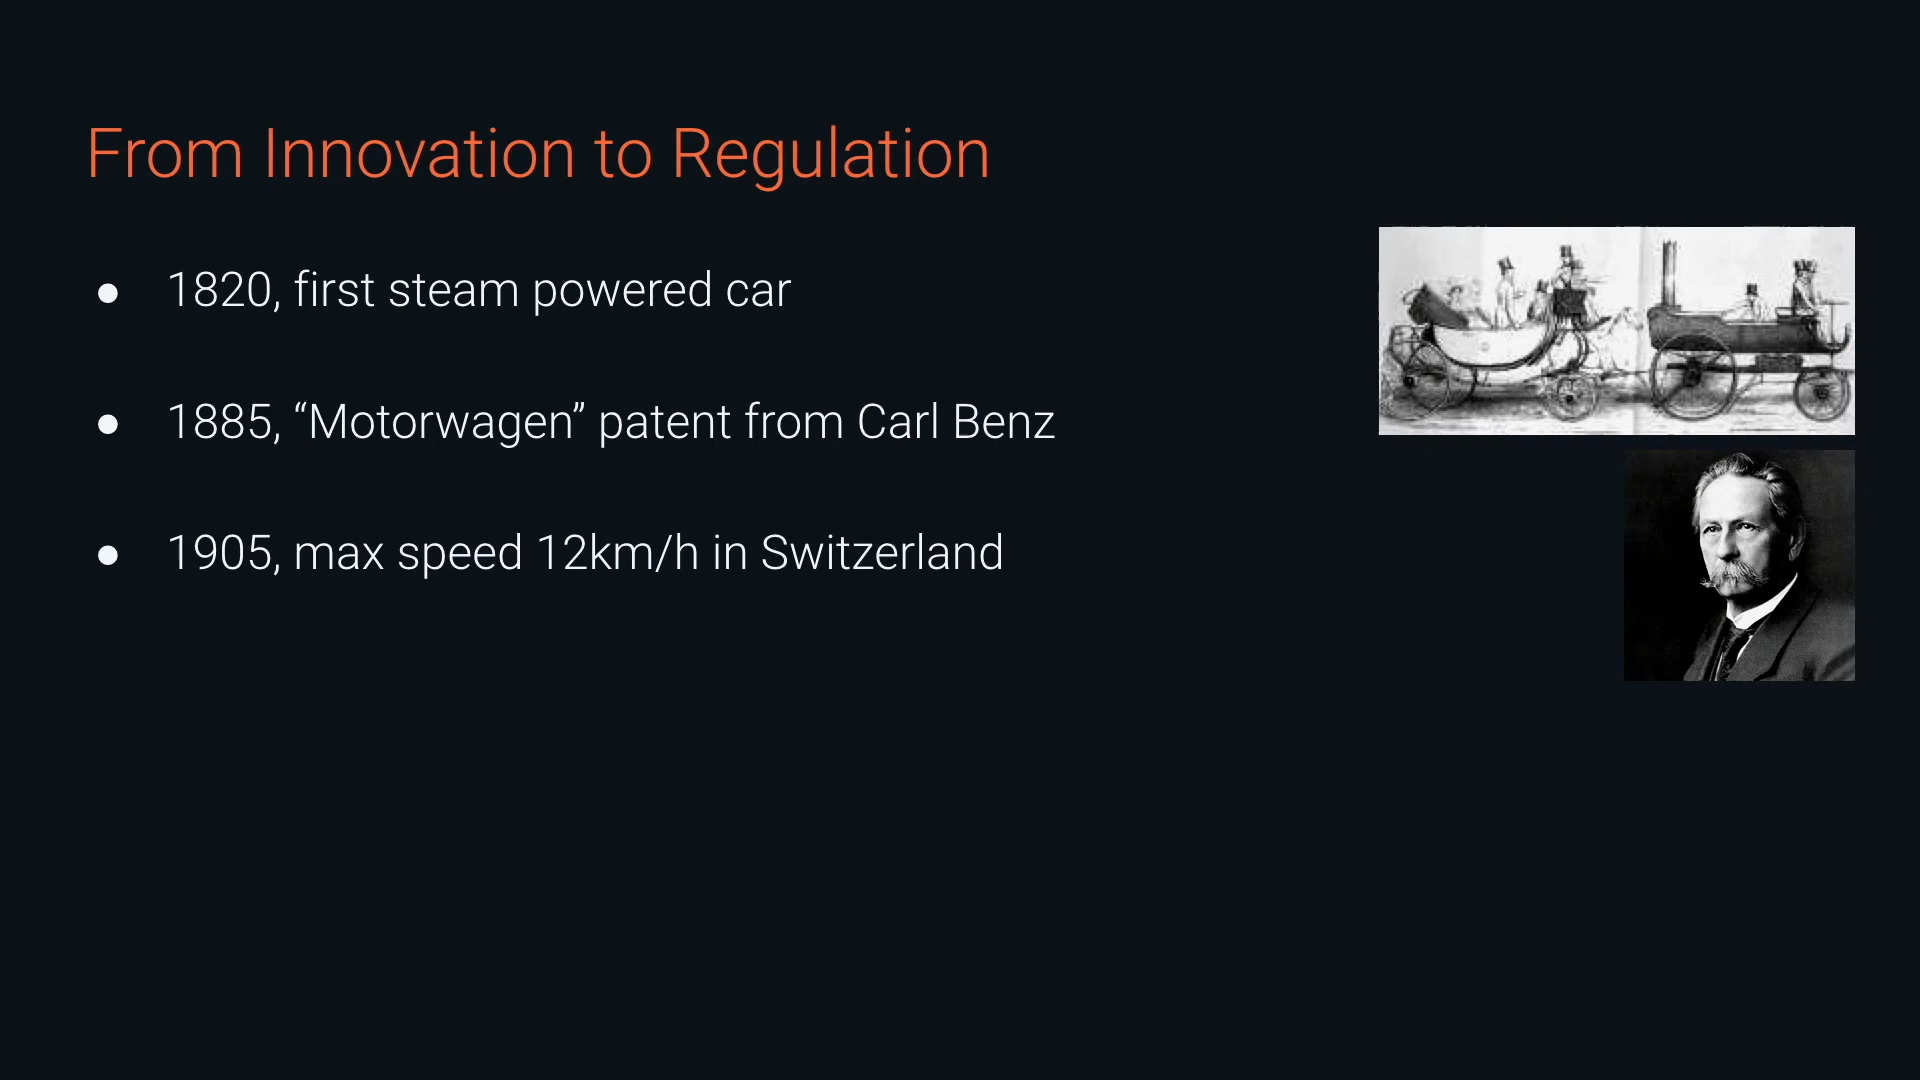 From Innovation to Regulation
● 1820, first steam powered car
● 1885, “Motorwagen” patent from Carl Benz
● 1905, max speed 12km/h in Switzerland